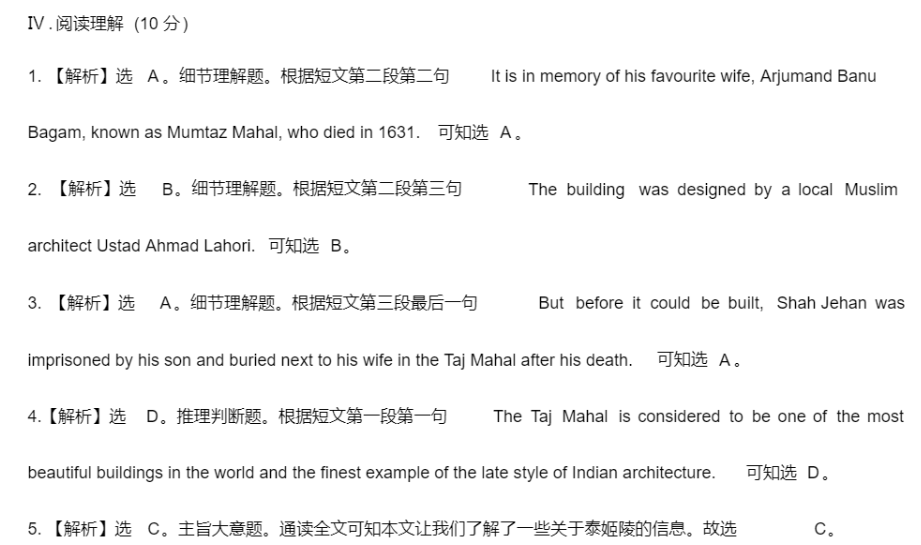 Ⅳ.阅读理解 (10 分)
1. 【解析】选 A。细节理解题。根据短文第二段第二句 It is in memory of his favourite wife, Arjumand Banu
Bagam, known as Mumtaz Mahal, who died in 1631. 可知选 A。
2. 【解析】选 B。细节理解题。根据短文第二段第三句 The building was designed by a local Muslim
architect Ustad Ahmad Lahori. 可知选 B。
3. 【解析】选 A。细节理解题。根据短文第三段最后一句 But before it could be built, Shah Jehan was
imprisoned by his son and buried next to his wife in the Taj Mahal after his death. 可知选 A。
4.【解析】选 D。推理判断题。根据短文第一段第一句 The Taj Mahal is considered to be one of the most
beautiful buildings in the world and the finest example of the late style of Indian architecture. 可知选 D。
5. 【解析】选 C。主旨大意题。通读全文可知本文让我们了解了一些关于泰姬陵的信息。故选 C。